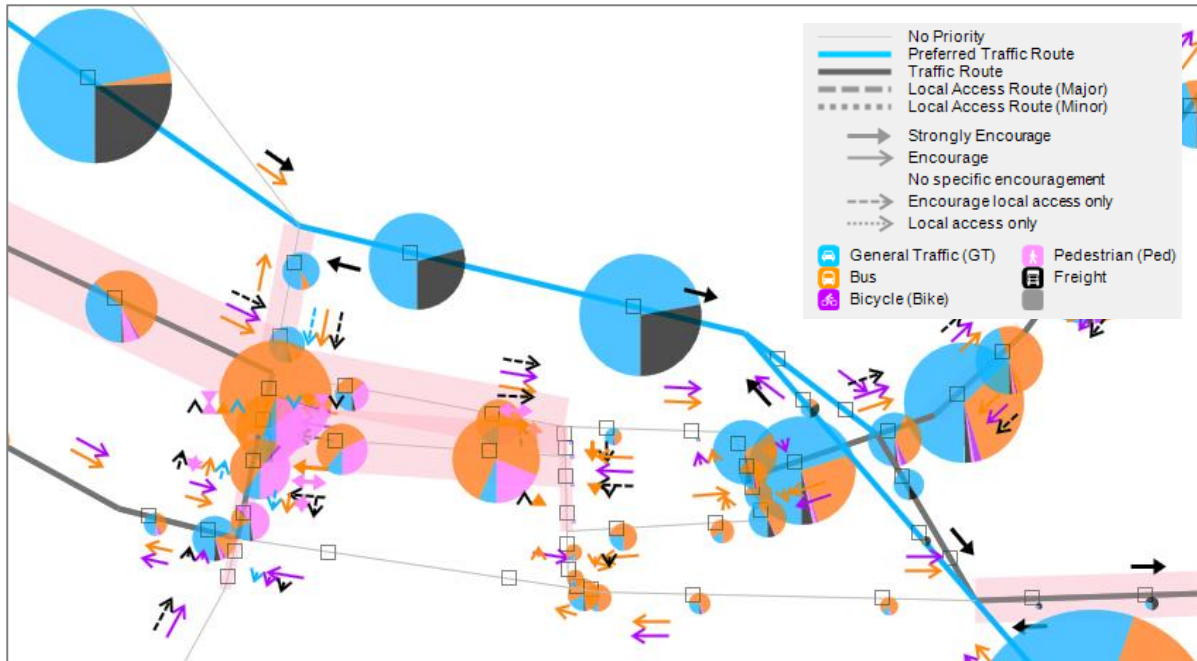 No Priority
Preferred Traffic Route
Traffic Route
Local Access Route (Major)
Local Access Route (Minor)
Strongly Encourage
Encourage
No specific encouragement
Encourage local access only
Local access only
General Traffic (GT)
Pedestrian (Ped)
Bus
Freight
Bicycle (Bike)